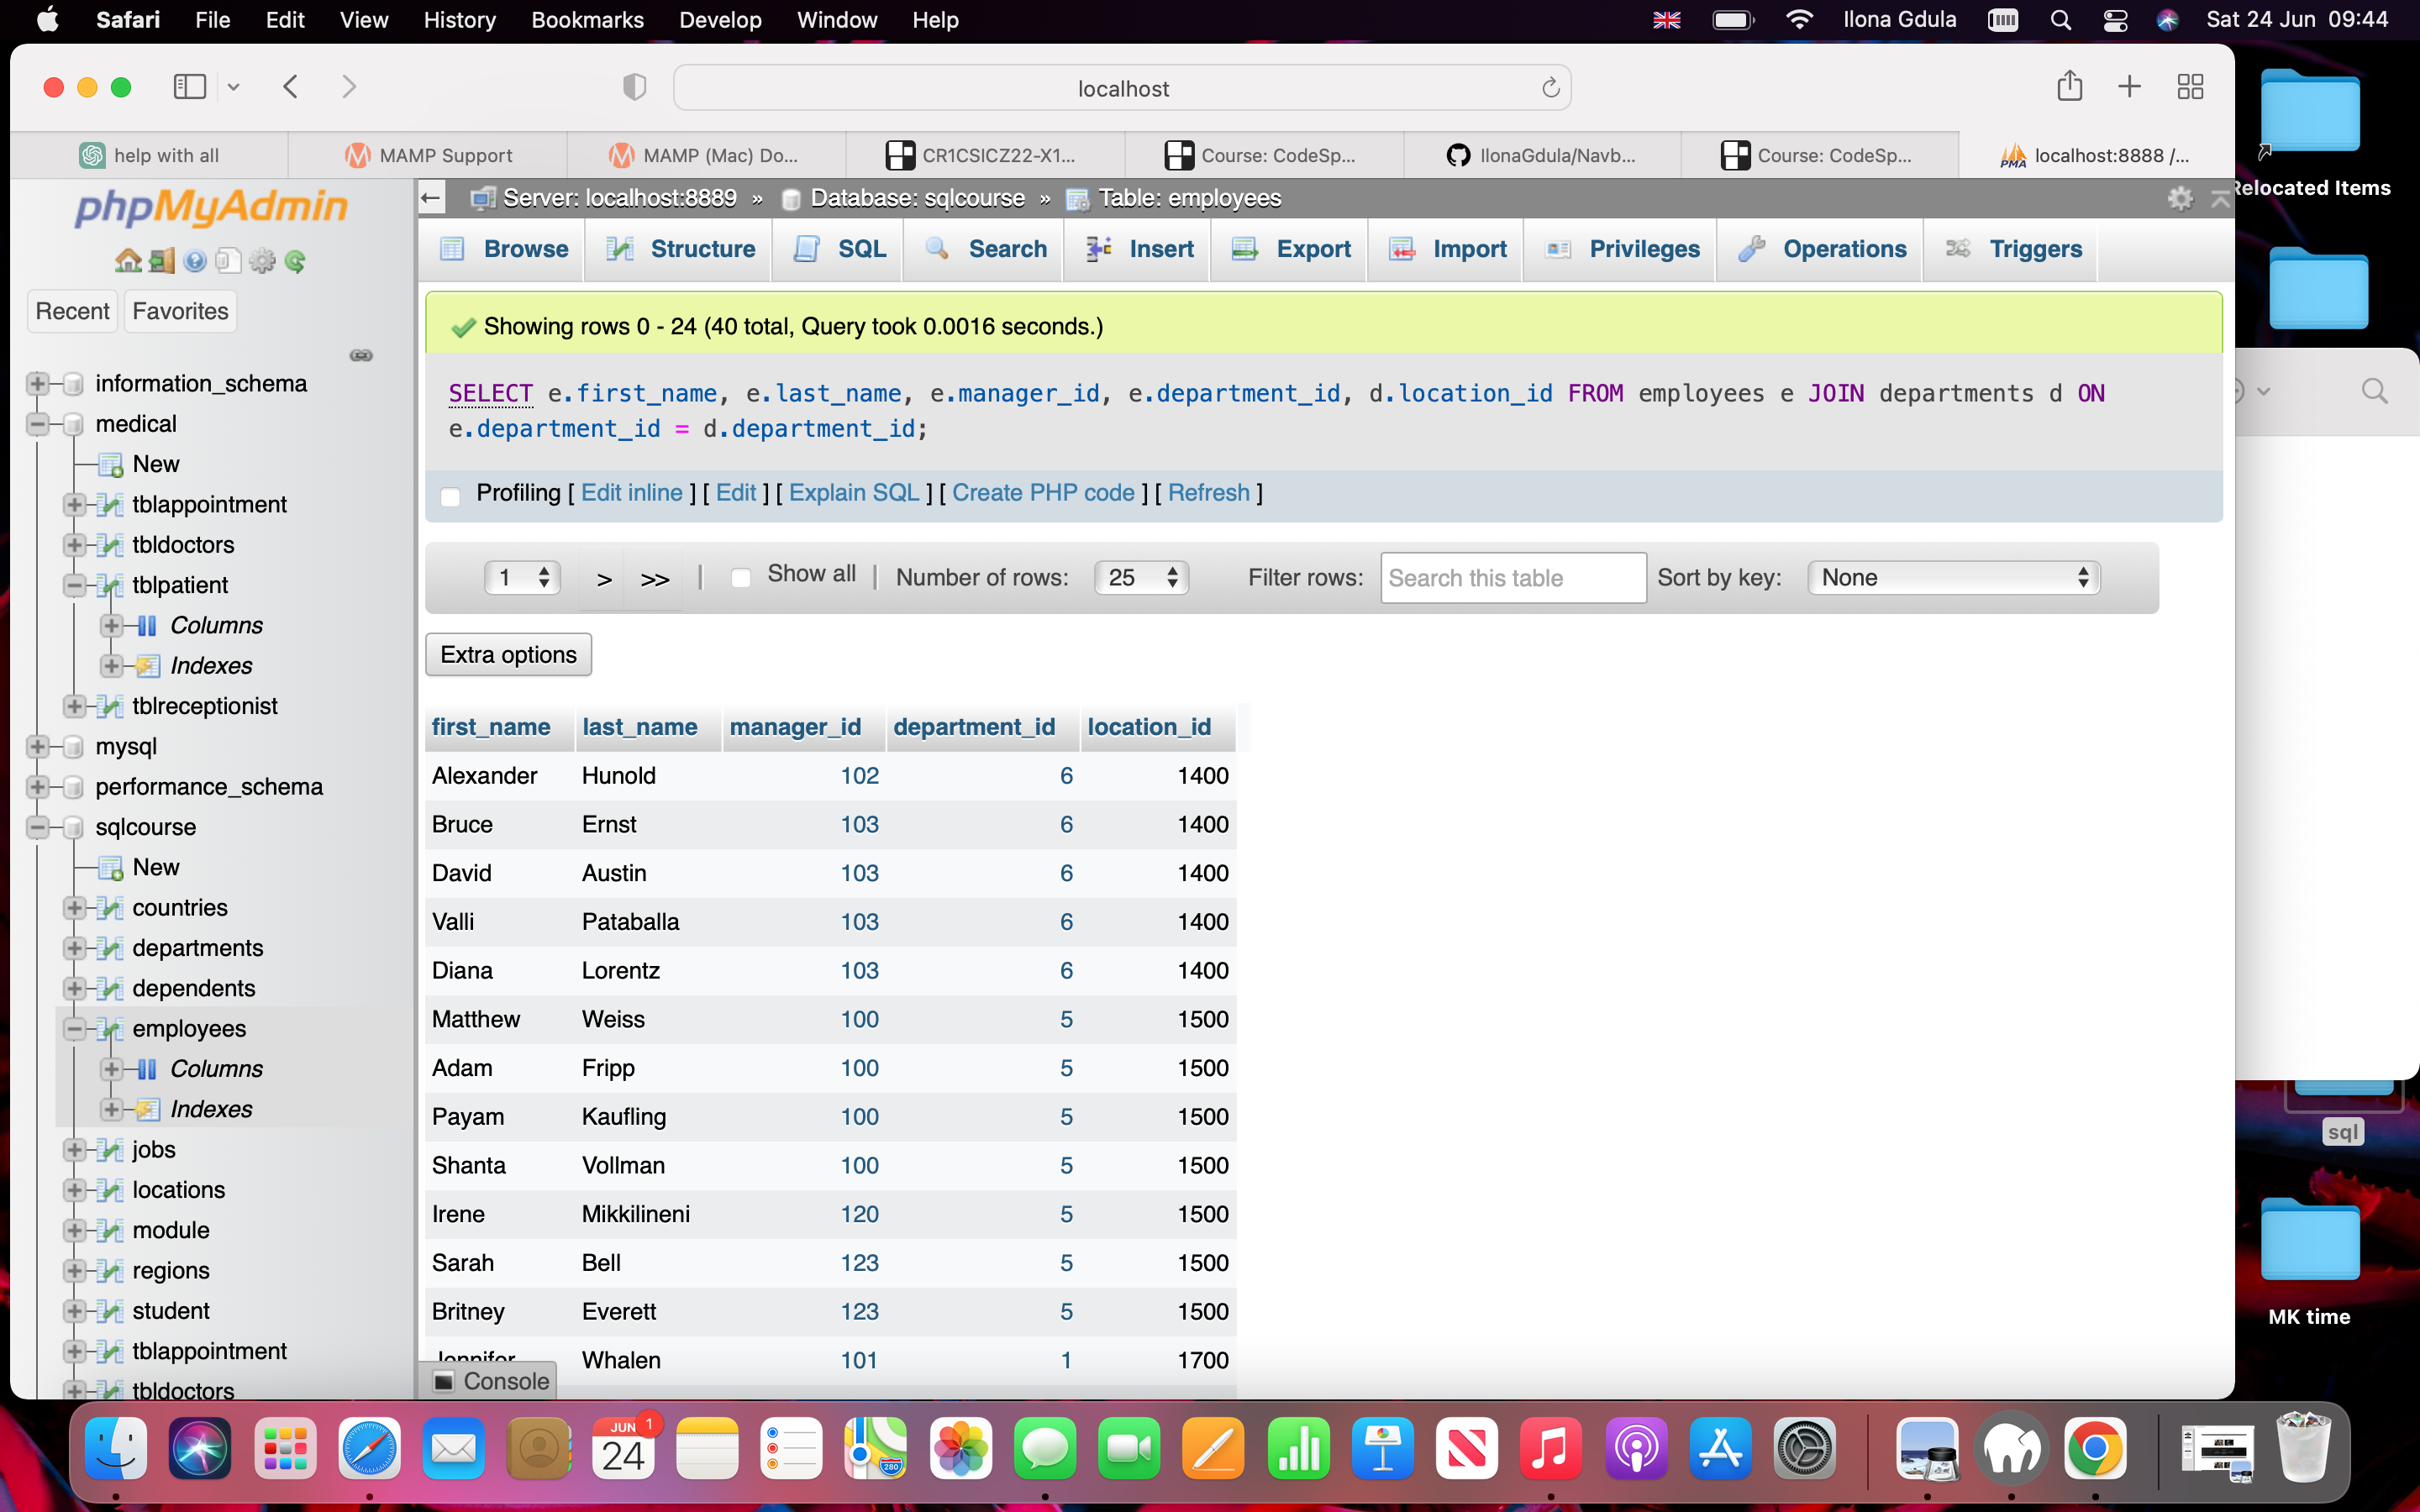 Safari File Edit View History Bookmarks Develop Window Help Ilona Gdula Sat 24 Jun 09:44
localhost
help with all MAMP Support MAMP (Mac) Do... CR1CSICZ22-X1... Course: CodeSp... IlonaGdula/Navb... Course: CodeSp... PMA localhost:8888 /...
phpMyAdmin
Recent Favorites
information_schema
medical
New
tblappointment
tbldoctors
tblpatient
Columns
Indexes
tblreceptionist
mysql
performance_schema
sqlcourse
New
countries
departments
dependents
employees
Columns
Indexes
jobs
locations
module
regions
student
tblappointment
tbldoctors
Server: localhost:8889 » Database: sqlcourse » Table: employees
Browse Structure SQL Search Insert Export Import Privileges Operations Triggers
Showing rows 0 - 24 (40 total, Query took 0.0016 seconds.)
SELECT e.first_name, e.last_name, e.manager_id, e.department_id, d.location_id FROM employees e JOIN departments d ON
e.department_id = d.department_id;
Profiling [ Edit inline ] [ Edit ] [ Explain SQL ] [ Create PHP code ] [ Refresh ]
1 > >> | Show all | Number of rows: 25 Filter rows: Search this table Sort by key: None
Extra options
first_name last_name manager_id department_id location_id
Alexander Hunold 102 6 1400
Bruce Ernst 103 6 1400
David Austin 103 6 1400
Valli Pataballa 103 6 1400
Diana Lorentz 103 6 1400
Matthew Weiss 100 5 1500
Adam Fripp 100 5 1500
Payam Kaufling 100 5 1500
Shanta Vollman 100 5 1500
Irene Mikkilineni 120 5 1500
Sarah Bell 123 5 1500
Britney Everett 123 5 1500
Jennifer Whalen 101 1 1700
Console
Relocated Items
sql
MK time
JUN 1
24
280